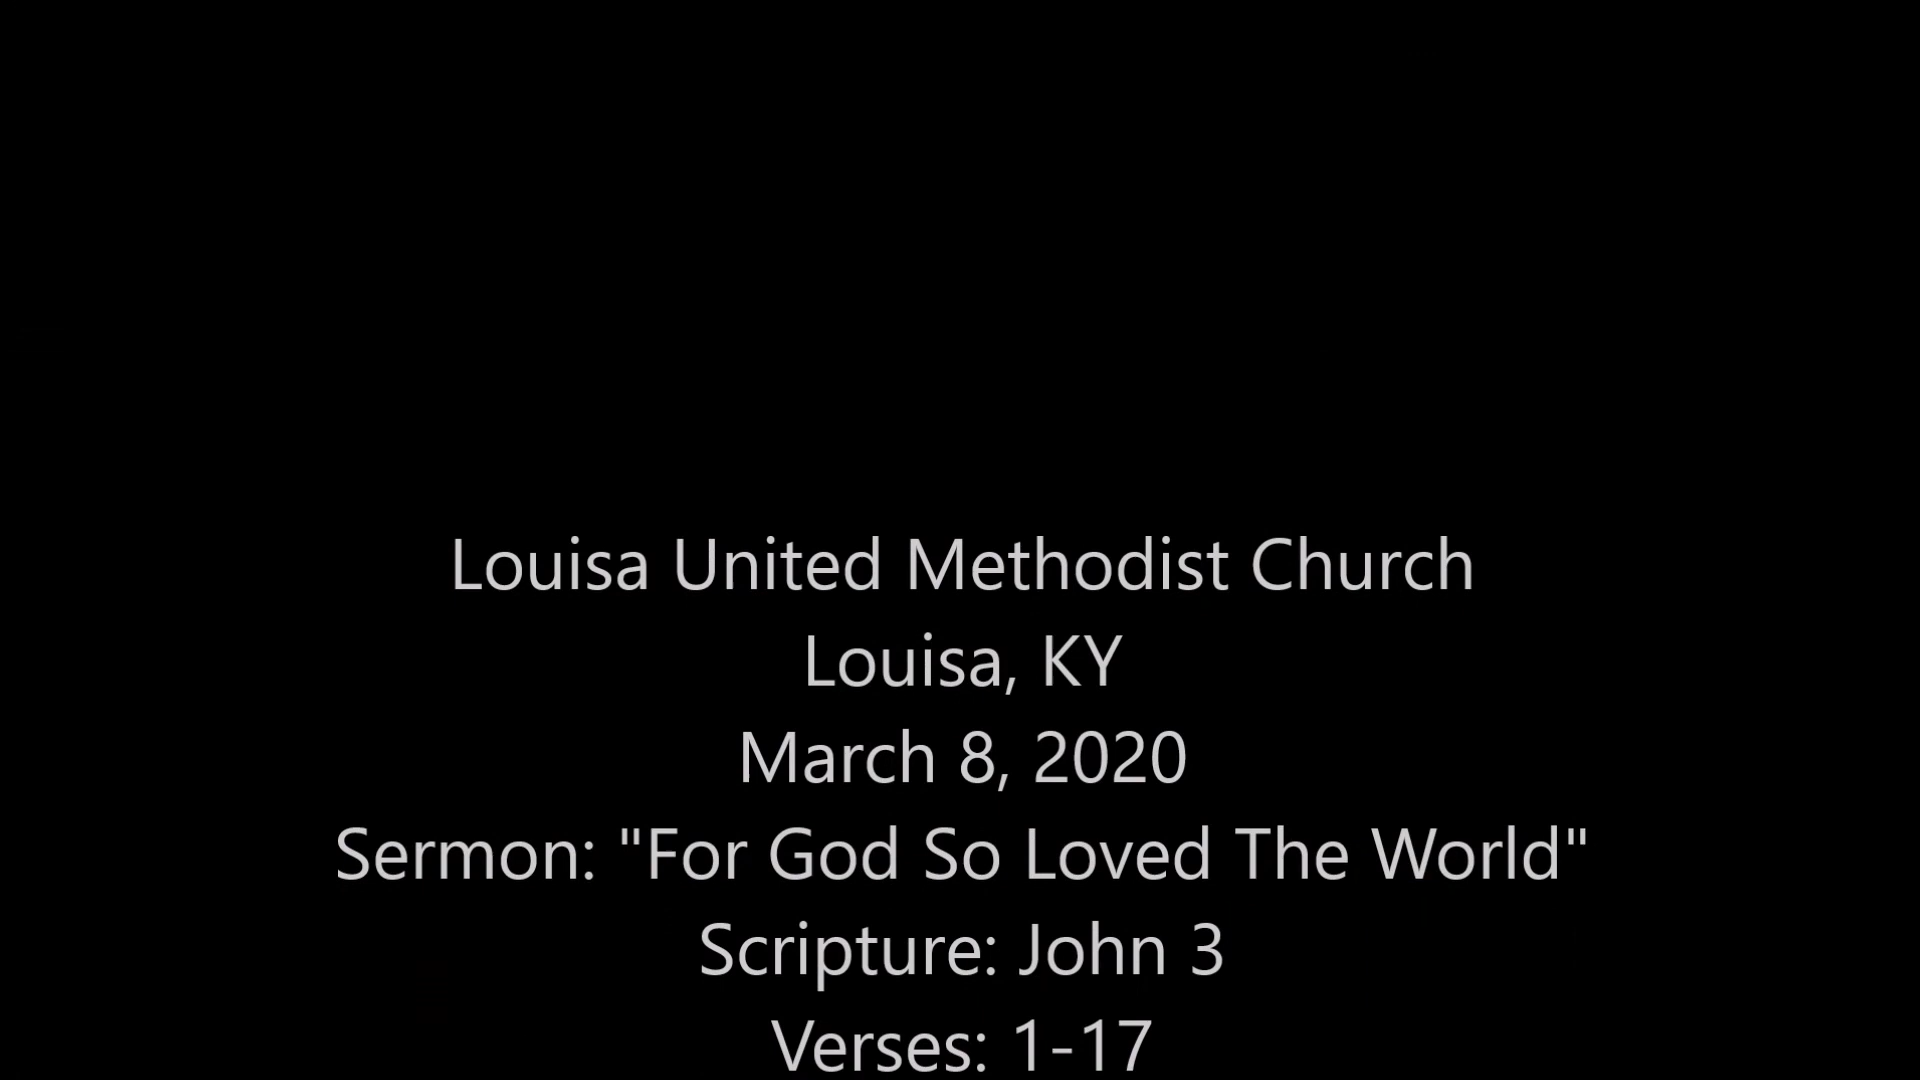 Louisa United Methodist Church
Louisa, KY
March 8, 2020
Sermon: "For God So Loved The World"
Scripture: John 3
Verses: 1-17